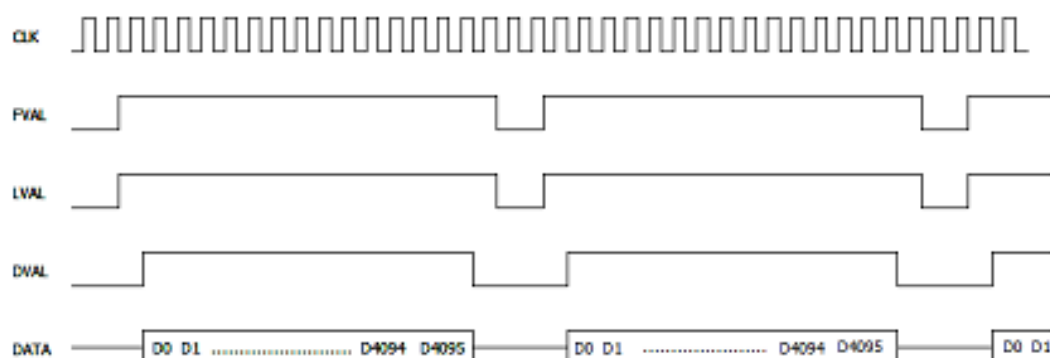 CLK
FVAL
LVAL
DVAL
DATA D0 D1 D4094 D4095 D0 D1 D4094 D4095 D0 D1